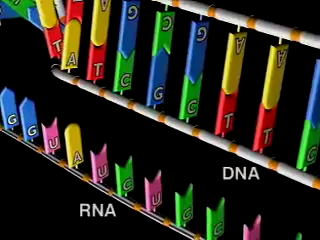 G C G A A
T A T C G C T T C
DNA
G G U A U C U
RNA